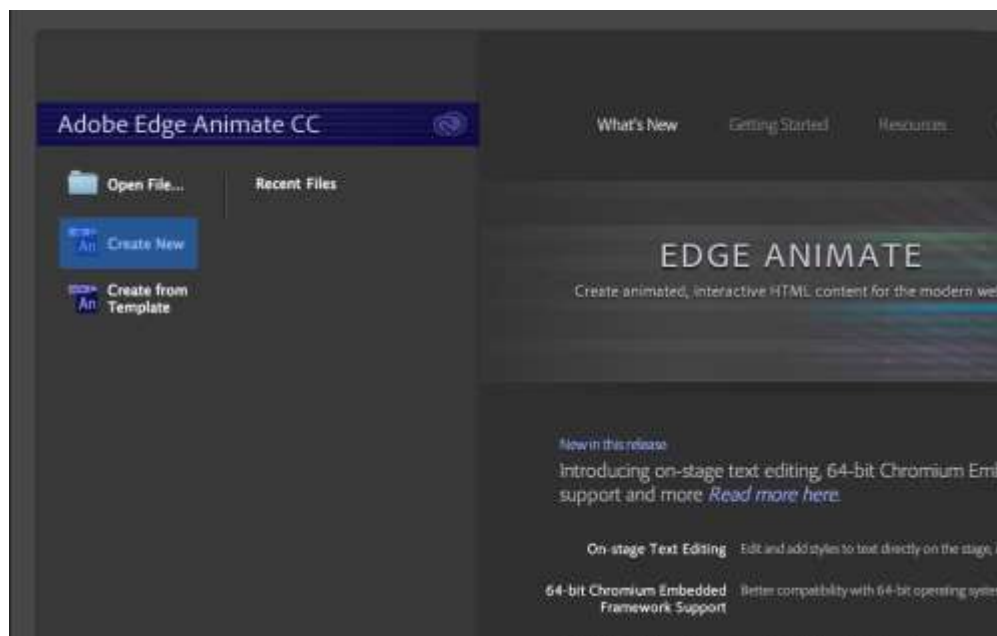 Adobe Edge Animate CC
What's New
Getting Started
Resources
Open File...
Recent Files
An
Create New
An
Create from
Template
EDGE ANIMATE
Create animated, interactive HTML content for the modern we
New in this release
Introducing on-stage text editing, 64-bit Chromium Em
support and more Read more here.
On-stage Text Editing
Edit and add styles to text directly on the stage,
64-bit Chromium Embedded
Framework Support
Better compatibility with 64-bit operating syste